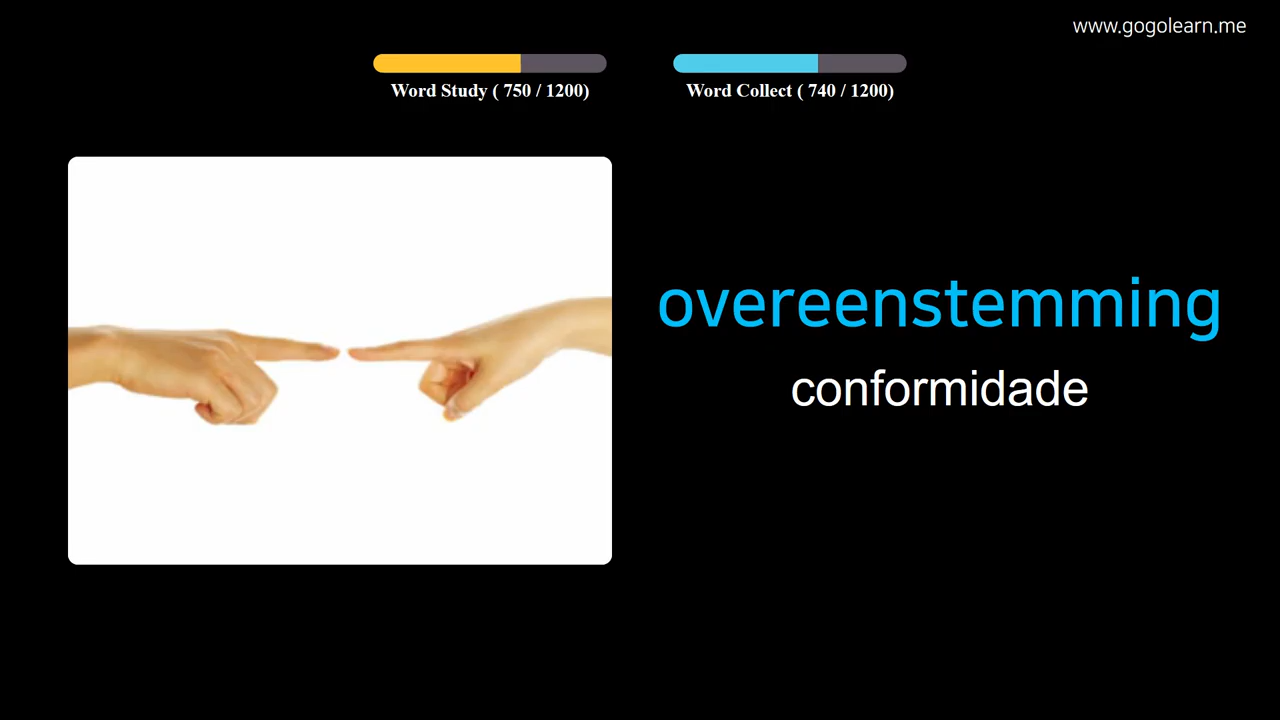 www.gogolearn.me
Word Study ( 750 / 1200)
Word Collect ( 740 / 1200)
overeenstemming
conformidade